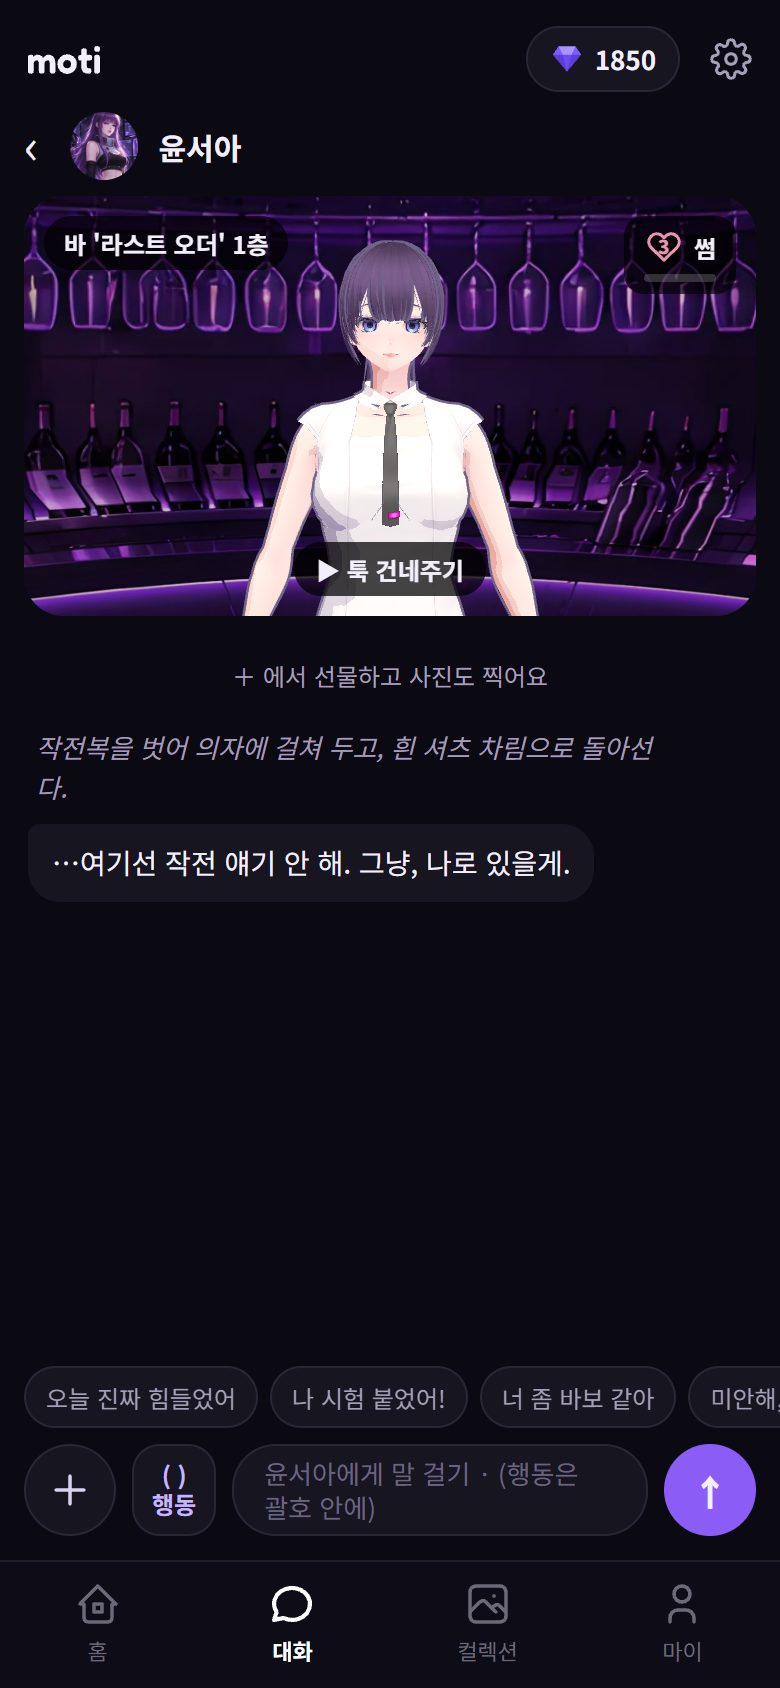 moti
1850
윤서아
바 '라스트 오더' 1층
3 썸
▶ 툭 건네주기
+ 에서 선물하고 사진도 찍어요
작전복을 벗어 의자에 걸쳐 두고, 흰 셔츠 차림으로 돌아선
다.
…여기선 작전 얘기 안 해. 그냥, 나로 있을게.
오늘 진짜 힘들었어
나 시험 붙었어!
너 좀 바보 같아
미안해,
( )
행동
윤서아에게 말 걸기 · (행동은
괄호 안에)
홈
대화
컬렉션
마이